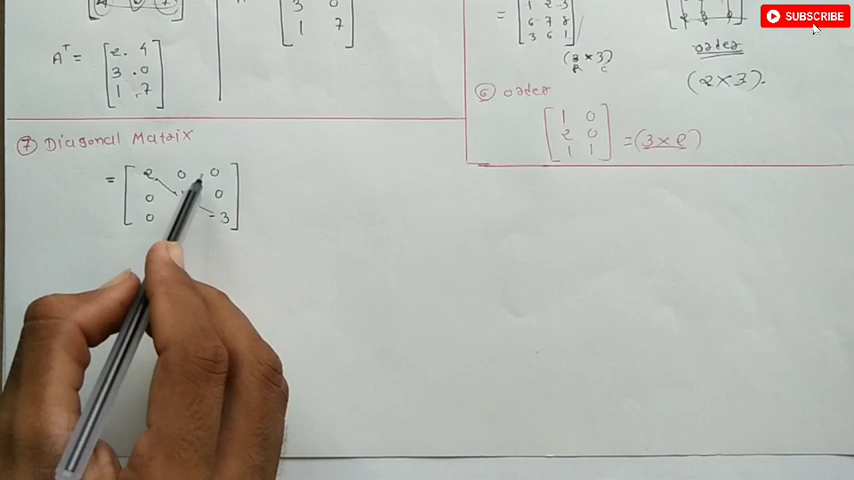 3 0
1 7
A^T = [2 4
3 0
1 7]
= [1 2 3
6 7 8
3 6 1]
(3 × 3)
R C
order
(2 × 3).
⑥ order
[1 0
2 0
1 1] = (3 × 2)
⑦ Diagonal Matrix
= [2 0 0
0 0
0 -3]
SUBSCRIBE